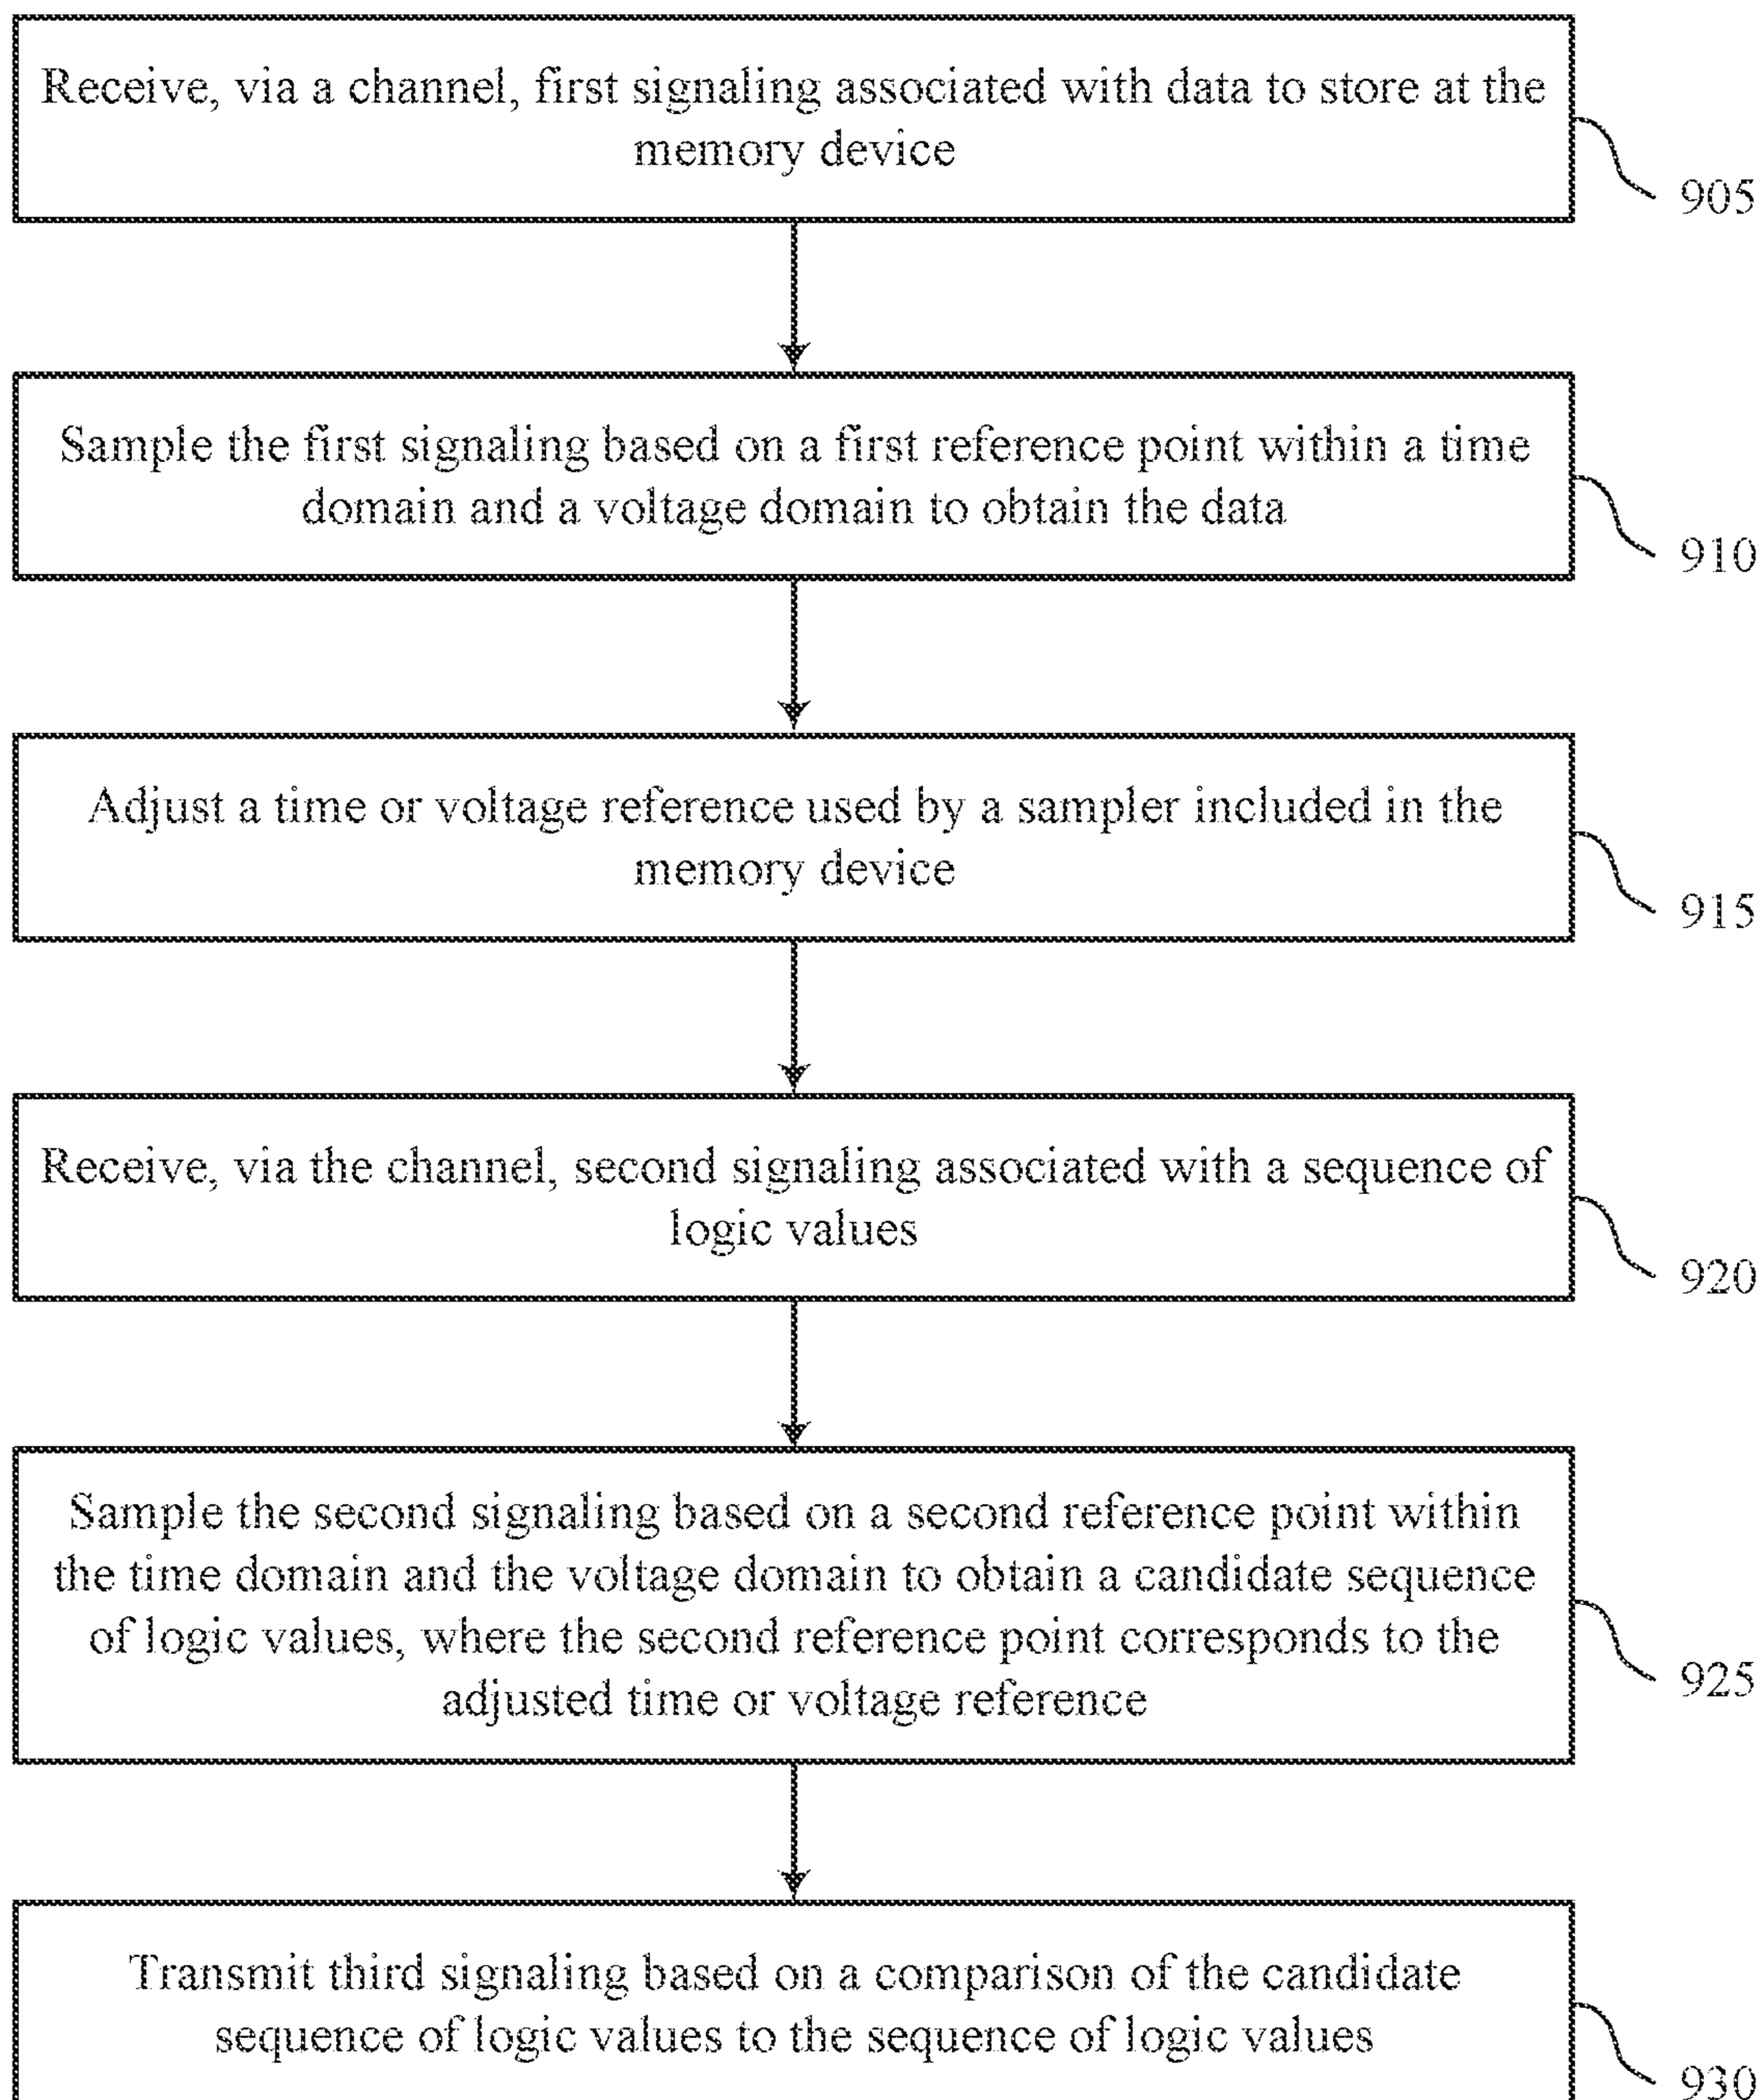 Receive, via a channel, first signaling associated with data to store at the
memory device
905
Sample the first signaling based on a first reference point within a time
domain and a voltage domain to obtain the data
910
Adjust a time or voltage reference used by a sampler included in the
memory device
915
Receive, via the channel, second signaling associated with a sequence of
logic values
920
Sample the second signaling based on a second reference point within
the time domain and the voltage domain to obtain a candidate sequence
of logic values, where the second reference point corresponds to the
adjusted time or voltage reference
925
Transmit third signaling based on a comparison of the candidate
sequence of logic values to the sequence of logic values
930